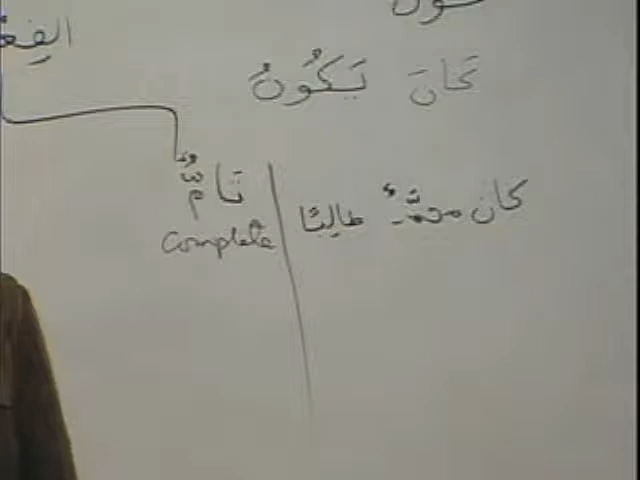 كَانَ يَكُونُ
تَامٌّ
complete
كان محمدٌ طالبًا